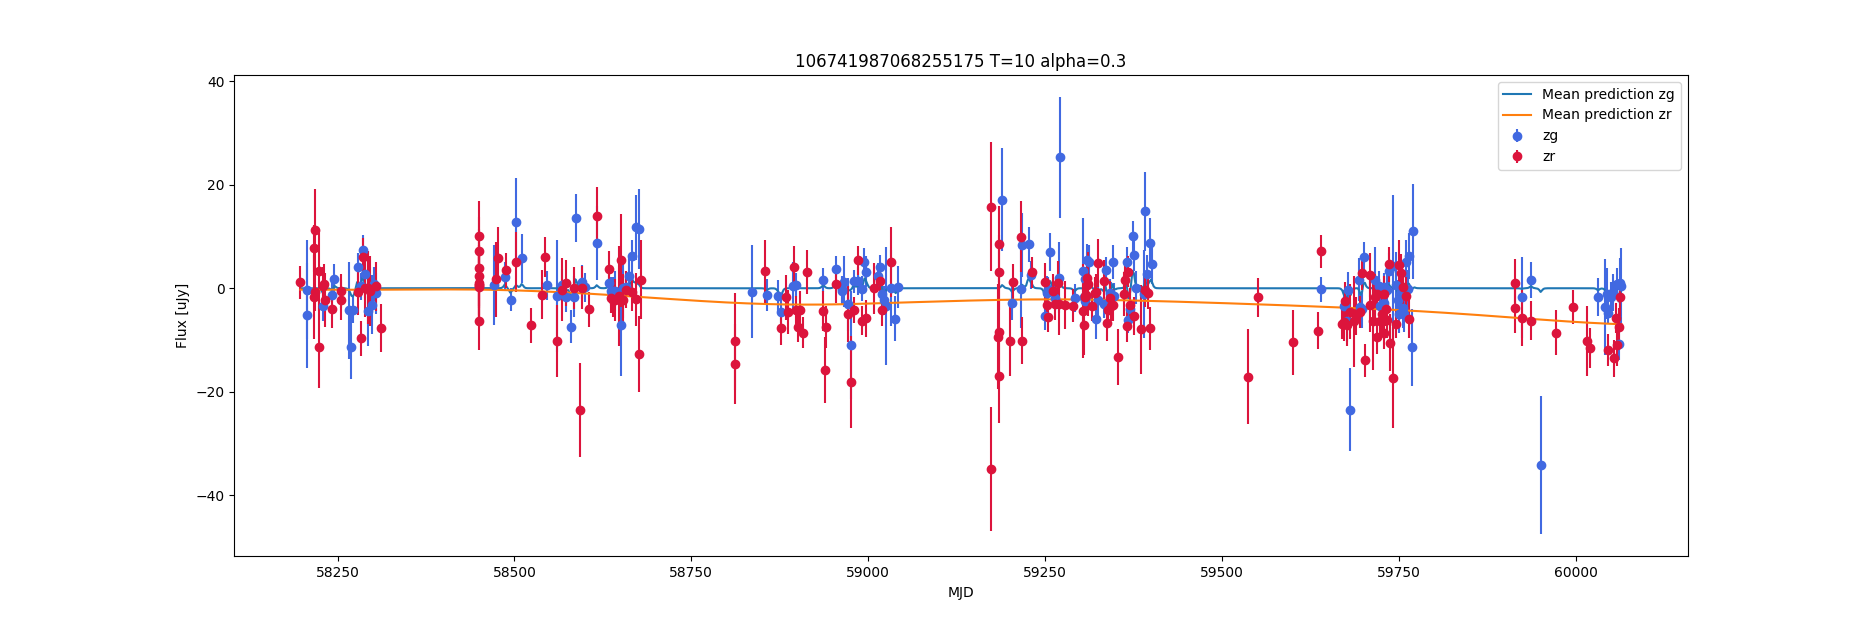 106741987068255175 T=10 alpha=0.3
40
20
0
−20
−40
Flux [uJy]
Mean prediction zg
Mean prediction zr
zg
zr
58250 58500 58750 59000 59250 59500 59750 60000
MJD